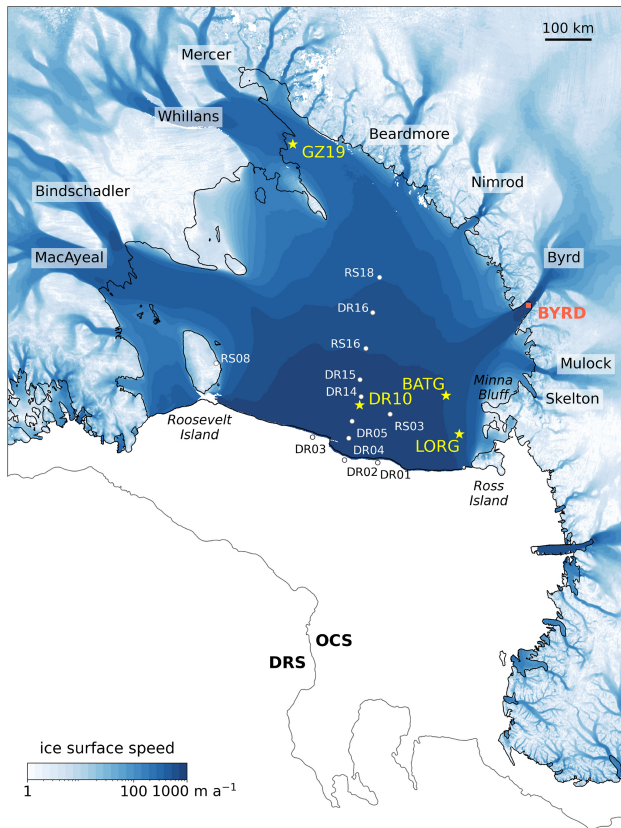 100 km
Mercer
Whillans
Beardmore
GZ19
Nimrod
Bindschadler
MacAyeal
Byrd
RS18
DR16
BYRD
RS16
RS08
Mulock
DR15
Minna
Bluff
BATG
DR14
DR10
Skelton
Roosevelt
Island
RS03
DR05
LORG
DR03
DR04
DR02
DR01
Ross
Island
OCS
DRS
ice surface speed
1 100 1000 m a⁻¹